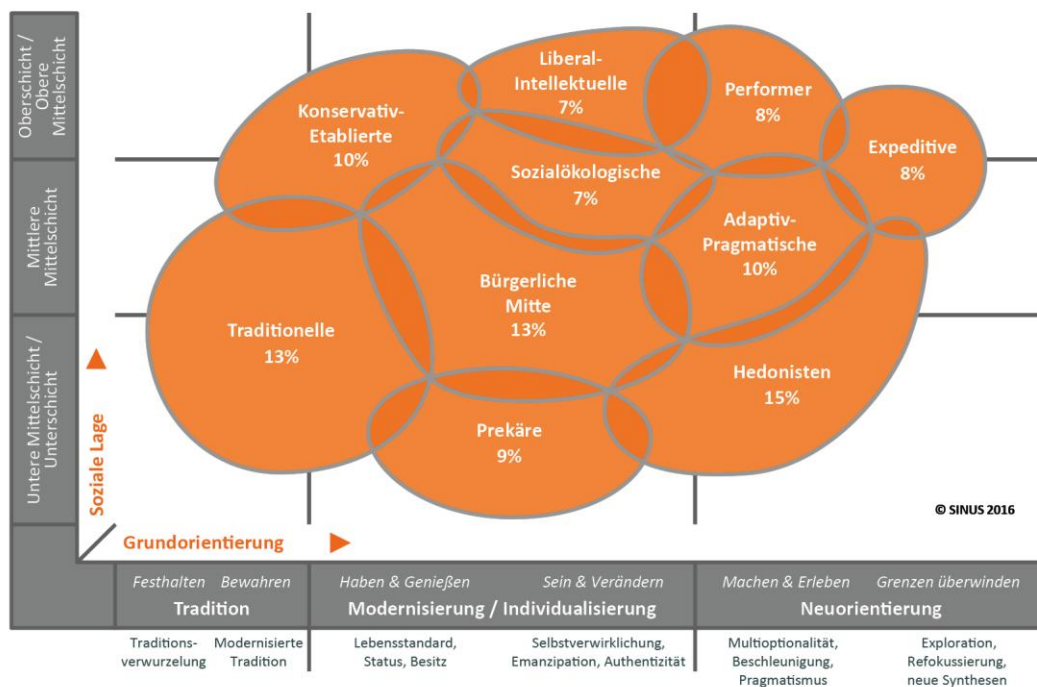 Oberschicht /
Obere
Mittelschicht
Mittlere
Mittelschicht
Untere Mittelschicht /
Unterschicht
Soziale Lage
Konservativ-
Etablierte
10%
Liberal-
Intellektuelle
7%
Performer
8%
Expeditive
8%
Sozialökologische
7%
Adaptiv-
Pragmatische
10%
Bürgerliche
Mitte
13%
Traditionelle
13%
Hedonisten
15%
Prekäre
9%
© SINUS 2016
Grundorientierung
Festhalten Bewahren
Tradition
Haben & Genießen Sein & Verändern
Modernisierung / Individualisierung
Machen & Erleben Grenzen überwinden
Neuorientierung
Traditions-
verwurzelung
Modernisierte
Tradition
Lebensstandard,
Status, Besitz
Selbstverwirklichung,
Emanzipation, Authentizität
Multioptionalität,
Beschleunigung,
Pragmatismus
Exploration,
Refokussierung,
neue Synthesen